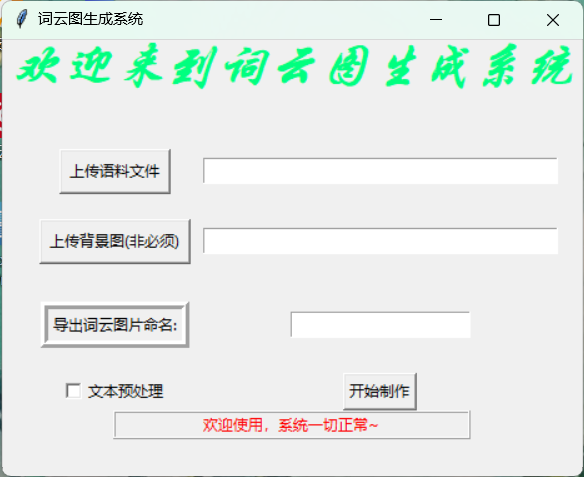 词云图生成系统
欢迎来到词云图生成系统
上传语料文件
上传背景图(非必须)
导出词云图片命名:
文本预处理
开始制作
欢迎使用，系统一切正常~